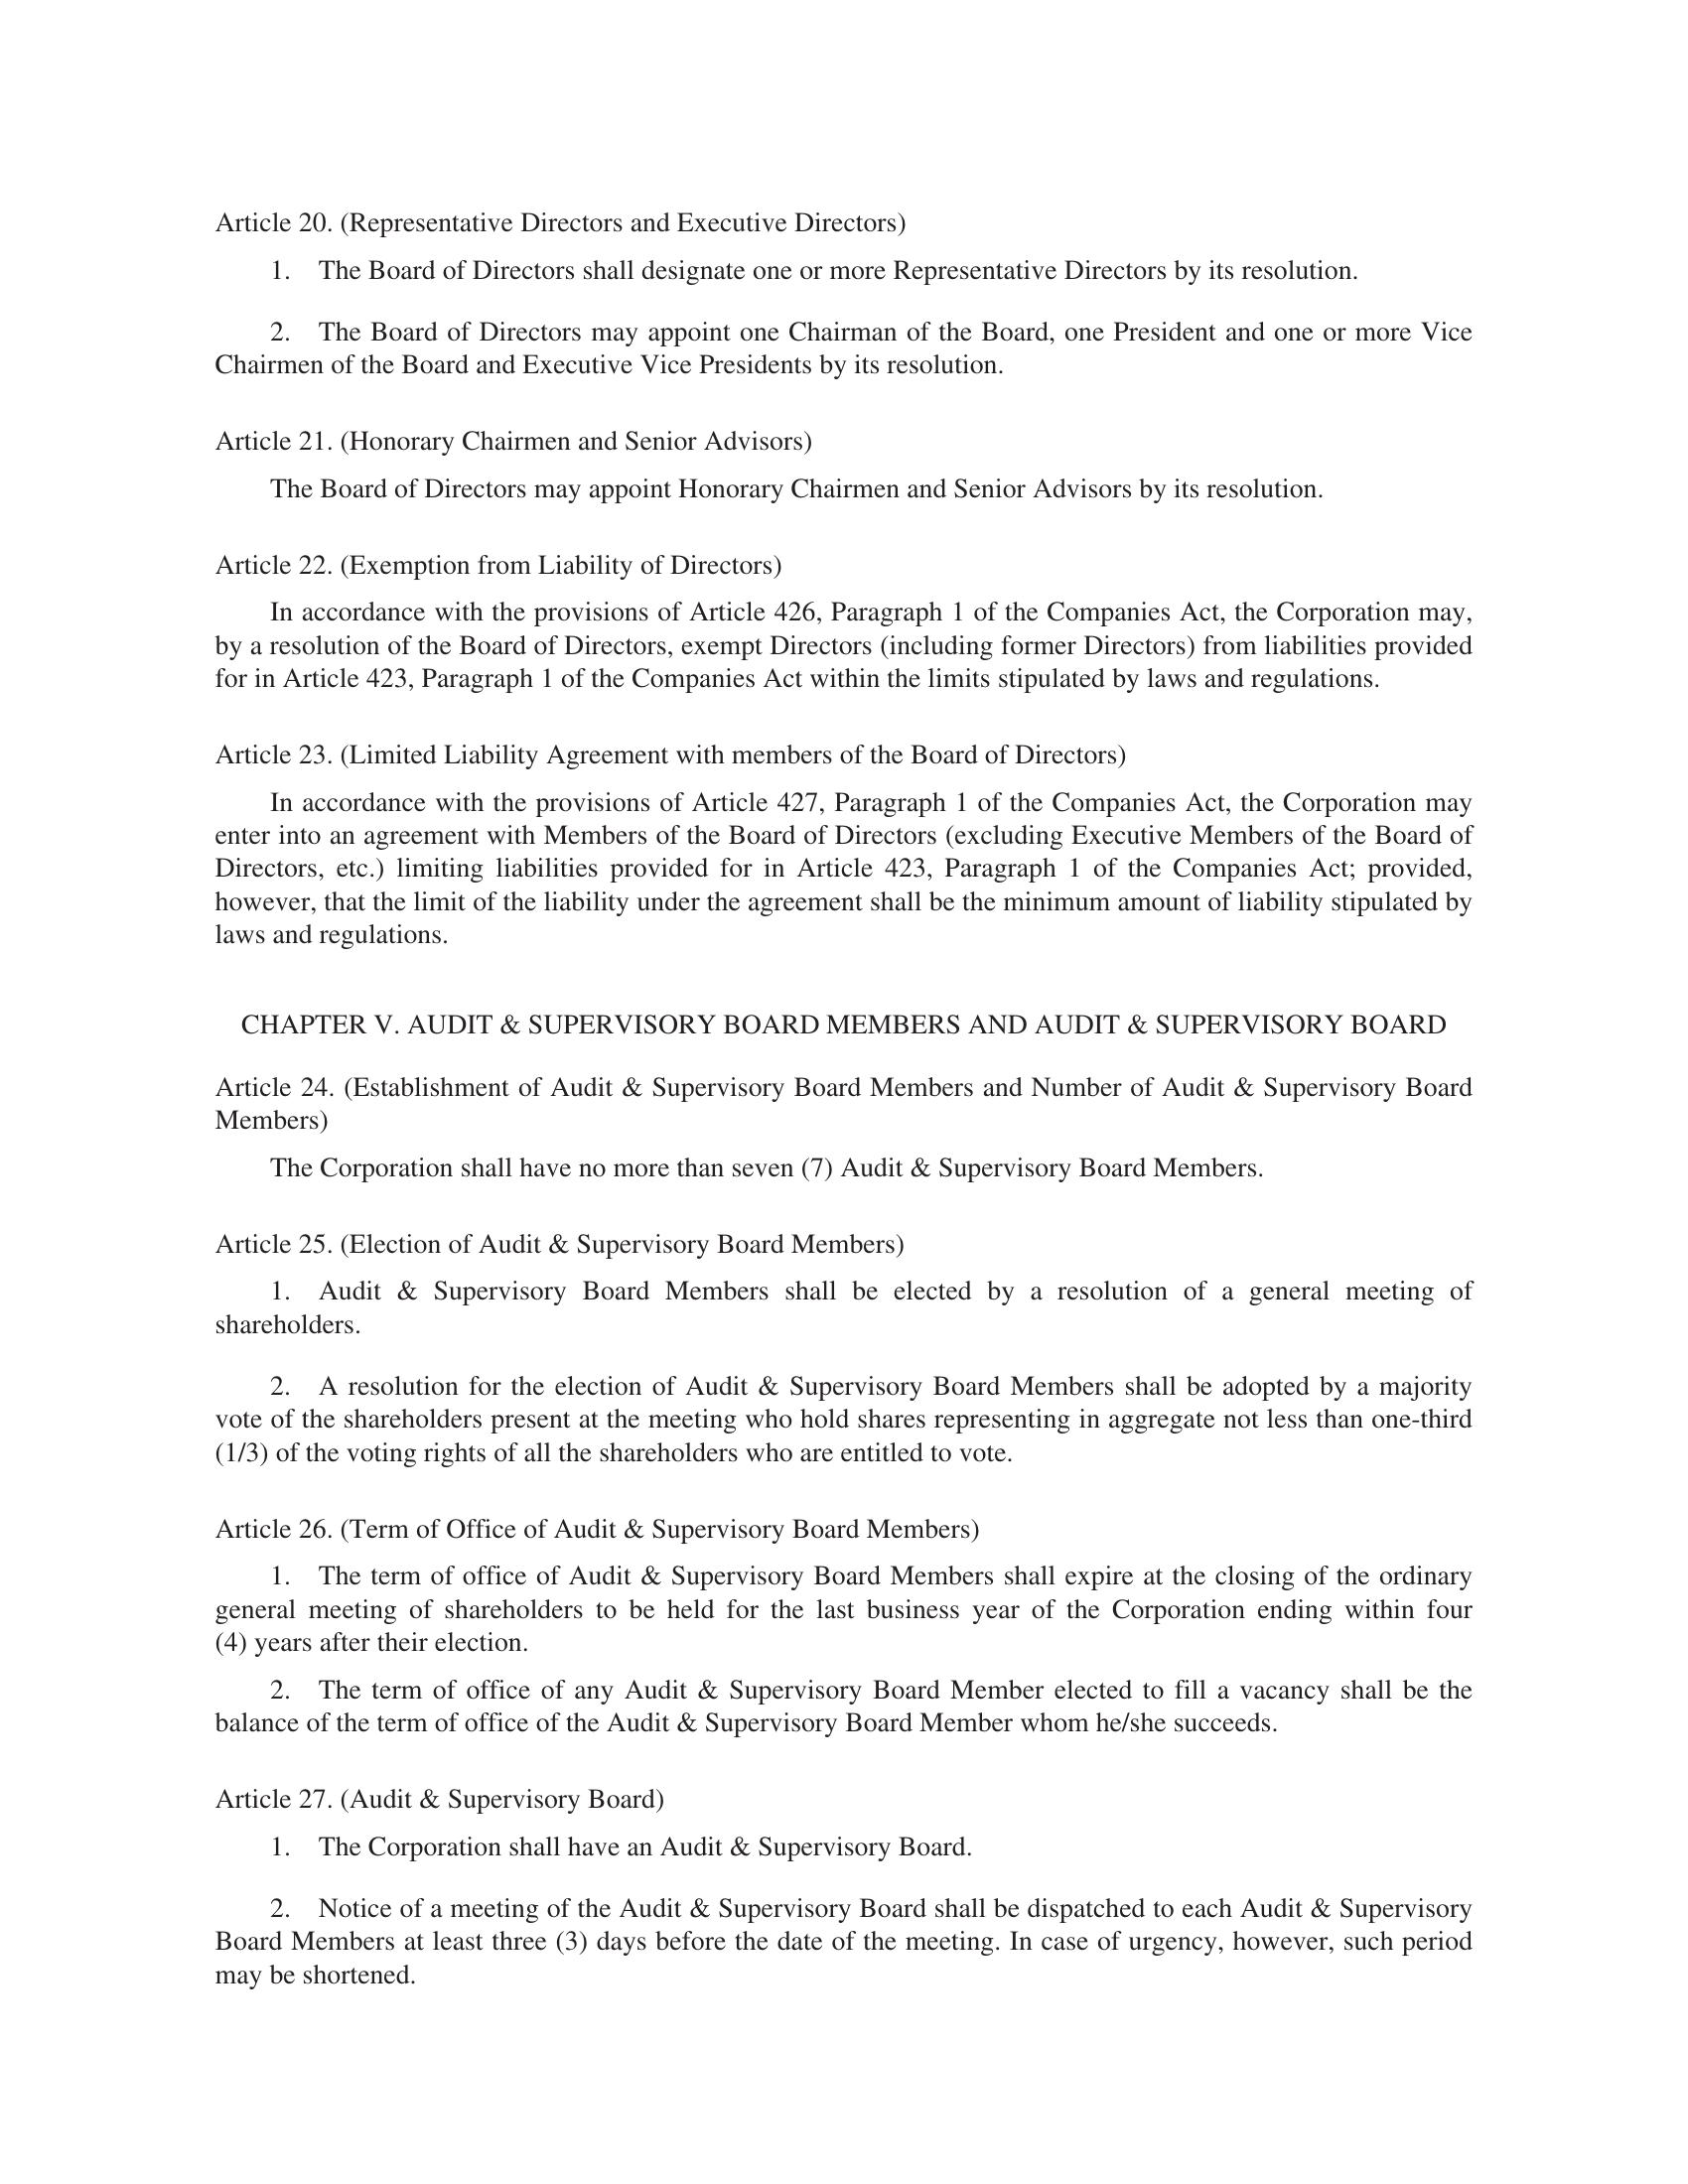 Article 20. (Representative Directors and Executive Directors)
1. The Board of Directors shall designate one or more Representative Directors by its resolution.
2. The Board of Directors may appoint one Chairman of the Board, one President and one or more Vice
Chairmen of the Board and Executive Vice Presidents by its resolution.
Article 21. (Honorary Chairmen and Senior Advisors)
The Board of Directors may appoint Honorary Chairmen and Senior Advisors by its resolution.
Article 22. (Exemption from Liability of Directors)
In accordance with the provisions of Article 426, Paragraph 1 of the Companies Act, the Corporation may,
by a resolution of the Board of Directors, exempt Directors (including former Directors) from liabilities provided
for in Article 423, Paragraph 1 of the Companies Act within the limits stipulated by laws and regulations.
Article 23. (Limited Liability Agreement with members of the Board of Directors)
In accordance with the provisions of Article 427, Paragraph 1 of the Companies Act, the Corporation may
enter into an agreement with Members of the Board of Directors (excluding Executive Members of the Board of
Directors, etc.) limiting liabilities provided for in Article 423, Paragraph 1 of the Companies Act; provided,
however, that the limit of the liability under the agreement shall be the minimum amount of liability stipulated by
laws and regulations.
CHAPTER V. AUDIT & SUPERVISORY BOARD MEMBERS AND AUDIT & SUPERVISORY BOARD
Article 24. (Establishment of Audit & Supervisory Board Members and Number of Audit & Supervisory Board
Members)
The Corporation shall have no more than seven (7) Audit & Supervisory Board Members.
Article 25. (Election of Audit & Supervisory Board Members)
1. Audit & Supervisory Board Members shall be elected by a resolution of a general meeting of
shareholders.
2. A resolution for the election of Audit & Supervisory Board Members shall be adopted by a majority
vote of the shareholders present at the meeting who hold shares representing in aggregate not less than one-third
(1/3) of the voting rights of all the shareholders who are entitled to vote.
Article 26. (Term of Office of Audit & Supervisory Board Members)
1. The term of office of Audit & Supervisory Board Members shall expire at the closing of the ordinary
general meeting of shareholders to be held for the last business year of the Corporation ending within four
(4) years after their election.
2. The term of office of any Audit & Supervisory Board Member elected to fill a vacancy shall be the
balance of the term of office of the Audit & Supervisory Board Member whom he/she succeeds.
Article 27. (Audit & Supervisory Board)
1. The Corporation shall have an Audit & Supervisory Board.
2. Notice of a meeting of the Audit & Supervisory Board shall be dispatched to each Audit & Supervisory
Board Members at least three (3) days before the date of the meeting. In case of urgency, however, such period
may be shortened.